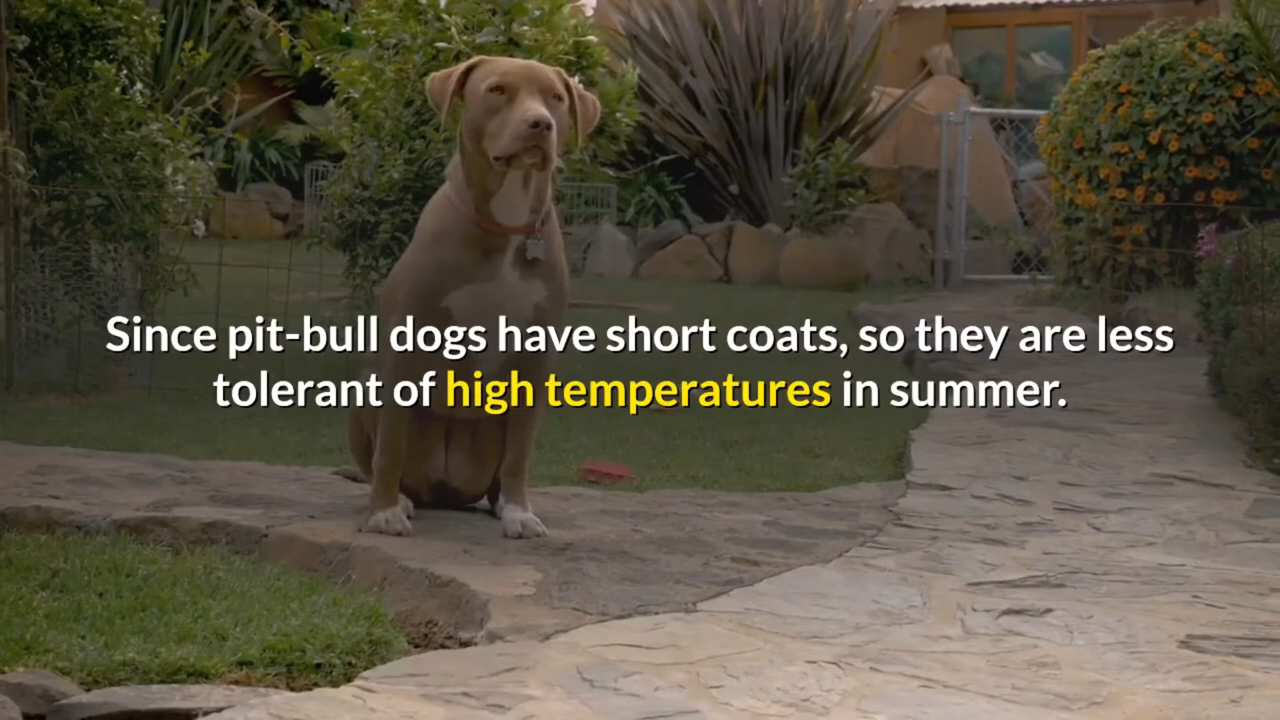 Since pit-bull dogs have short coats, so they are less
tolerant of high temperatures in summer.